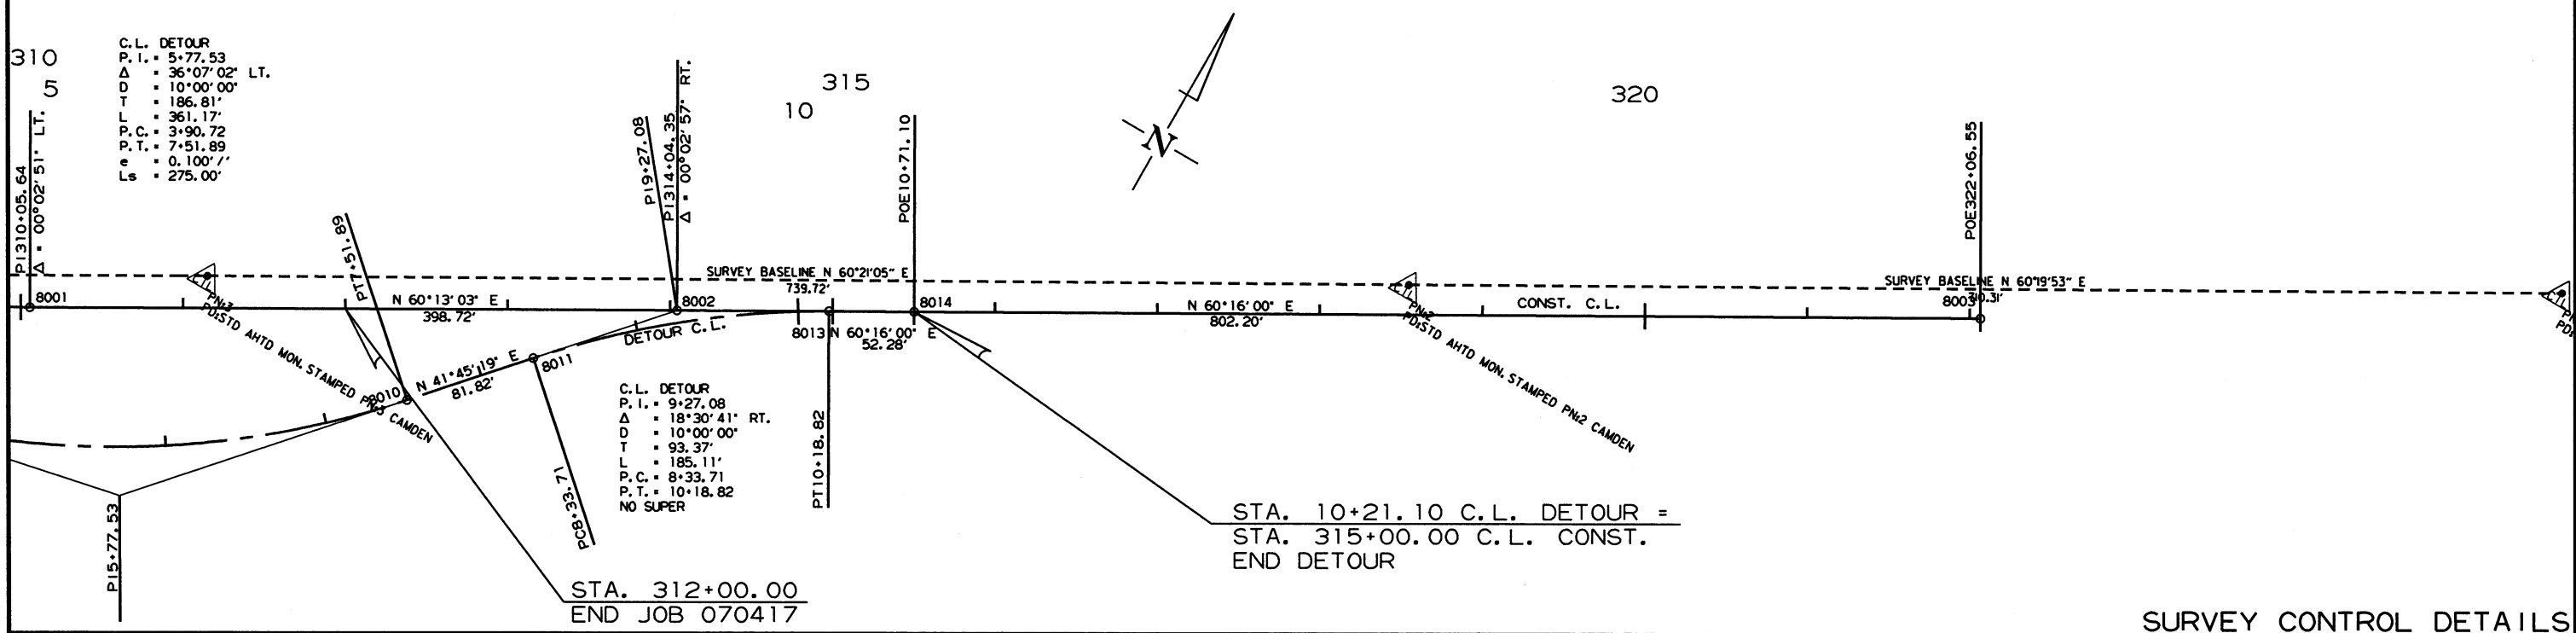 310
5
C.L. DETOUR
P.I. = 5+77.53
Δ = 36°07'02" LT.
D = 10°00'00"
T = 186.81'
L = 361.17'
P.C. = 3+90.72
P.T. = 7+51.89
e = 0.100'/'
Ls = 275.00'
PI310+05.64
Δ = 00°02'51" LT.
PT7+51.89
PI9+27.08
PI314+04.35
Δ = 00°02'57" RT.
10
315
POE10+71.10
N
320
POE322+06.55
SURVEY BASELINE N 60°21'05" E
739.72'
SURVEY BASELINE N 60°19'53" E
310.31'
8001
N 60°13'03" E
398.72'
8002
8014
N 60°16'00" E
802.20'
CONST. C.L.
8003
PN:3
PD:STD AHTD MON. STAMPED PN:3 CAMDEN
PN:2
PD:STD AHTD MON. STAMPED PN:2 CAMDEN
8010
N 41°45'19" E
81.82'
8011
DETOUR C.L.
8013
N 60°16'00" E
52.28'
C.L. DETOUR
P.I. = 9+27.08
Δ = 18°30'41" RT.
D = 10°00'00"
T = 93.37'
L = 185.11'
P.C. = 8+33.71
P.T. = 10+18.82
NO SUPER
PI5+77.53
PC8+33.71
PT10+18.82
STA. 10+21.10 C.L. DETOUR =
STA. 315+00.00 C.L. CONST.
END DETOUR
STA. 312+00.00
END JOB 070417
SURVEY CONTROL DETAILS